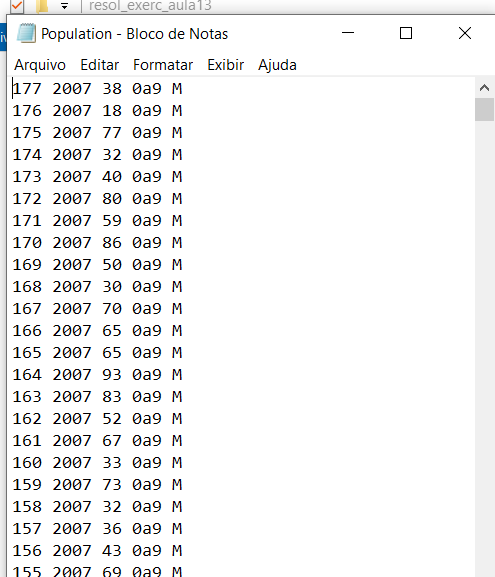 resol_exerc_aula13
Population - Bloco de Notas
Arquivo Editar Formatar Exibir Ajuda
177 2007 38 0a9 M
176 2007 18 0a9 M
175 2007 77 0a9 M
174 2007 32 0a9 M
173 2007 40 0a9 M
172 2007 80 0a9 M
171 2007 59 0a9 M
170 2007 86 0a9 M
169 2007 50 0a9 M
168 2007 30 0a9 M
167 2007 70 0a9 M
166 2007 65 0a9 M
165 2007 65 0a9 M
164 2007 93 0a9 M
163 2007 83 0a9 M
162 2007 52 0a9 M
161 2007 67 0a9 M
160 2007 33 0a9 M
159 2007 73 0a9 M
158 2007 32 0a9 M
157 2007 36 0a9 M
156 2007 43 0a9 M
155 2007 69 0a9 M